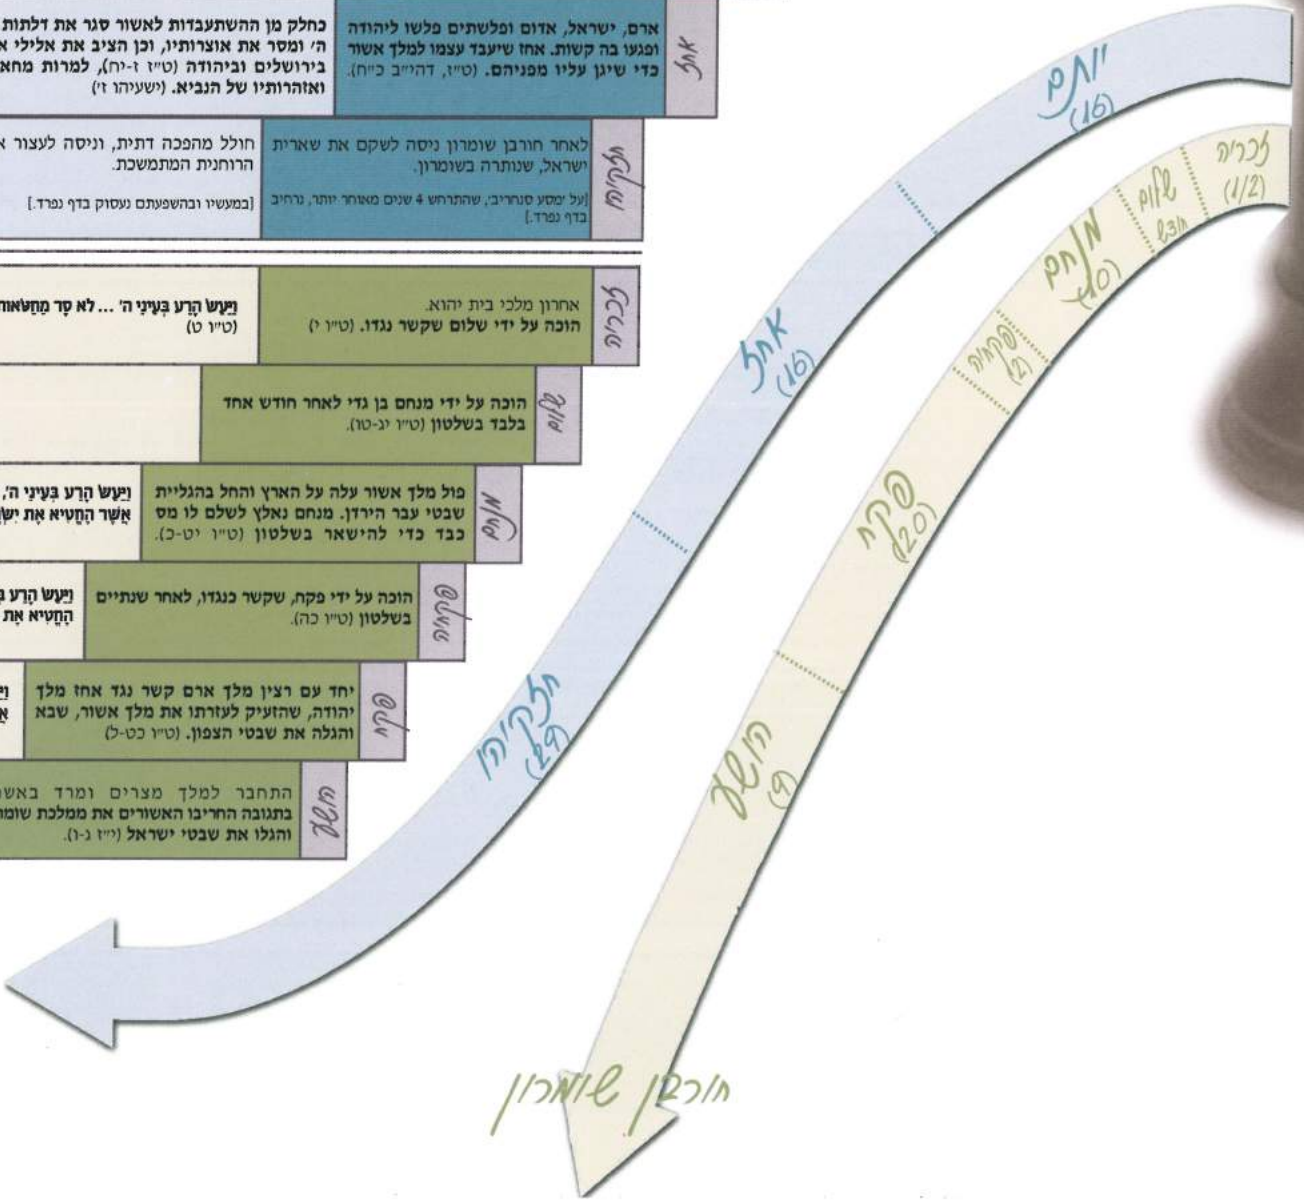 אחז
ארם, ישראל, אדום ופלשתים פלשו ליהודה
ופגעו בה קשות. אחז שיעבד עצמו למלך אשור
כדי שיגן עליו מפניהם. (ט״ז, דהי״ב כ״ח).
כחלק מן ההשתעבדות לאשור סגר את דלתות
ה׳ ומסר את אוצרותיו, וכן הציב את אלילי
בירושלים וביהודה (ט״ז ז-יח), למרות
ואזהרותיו של הנביא. (ישעיהו ז׳)
חזקיהו
לאחר חורבן שומרון ניסה לשקם את שארית
ישראל, שנותרה בשומרון.
[על ׳מסע סנחריב׳, שהתרחש 4 שנים מאוחר יותר, נרחיב
בדף נפרד.]
חולל מהפכה דתית, וניסה לעצור
הרוחנית המתמשכת.
[במעשיו ובהשפעתם נעסוק בדף נפרד.]
זכריה
אחרון מלכי בית יהוא.
הוכה על ידי שלום שקשר נגדו. (ט״ו י)
וַיַּעַשׂ הָרַע בְּעֵינֵי ה׳ ... לֹא סָר מֵחַטֹּאות
(ט״ו ט)
שלום
הוכה על ידי מנחם בן גדי לאחר חודש אחד
בלבד בשלטון (ט״ו יג-טו).
מנחם
פול מלך אשור עלה על הארץ והחל בהגליית
שבטי עבר הירדן. מנחם נאלץ לשלם לו מס
כבד כדי להישאר בשלטון (ט״ו יט-כ).
וַיַּעַשׂ הָרַע בְּעֵינֵי ה׳,
אֲשֶׁר הֶחֱטִיא אֶת
פקחיה
הוכה על ידי פקח, שקשר כנגדו, לאחר שנתיים
בשלטון (ט״ו כה).
וַיַּעַשׂ הָרַע
הֶחֱטִיא אֶת
פקח
יחד עם רצין מלך ארם קשר נגד אחז מלך
יהודה, שהזעיק לעזרתו את מלך אשור, שבא
והגלה את שבטי הצפון. (ט״ו כט-ל)
הושע
התחבר למלך מצרים ומרד
בתגובה החריבו האשורים את ממלכת
והגלו את שבטי ישראל (י״ז ג-ו).
יותם
(16)
אחז
(16)
חזקיהו
(29)
זכריה
(1/2)
שלום
חודש
מנחם
(10)
פקחיה
(2)
פקח
(20)
הושע
(9)
חורבן שומרון